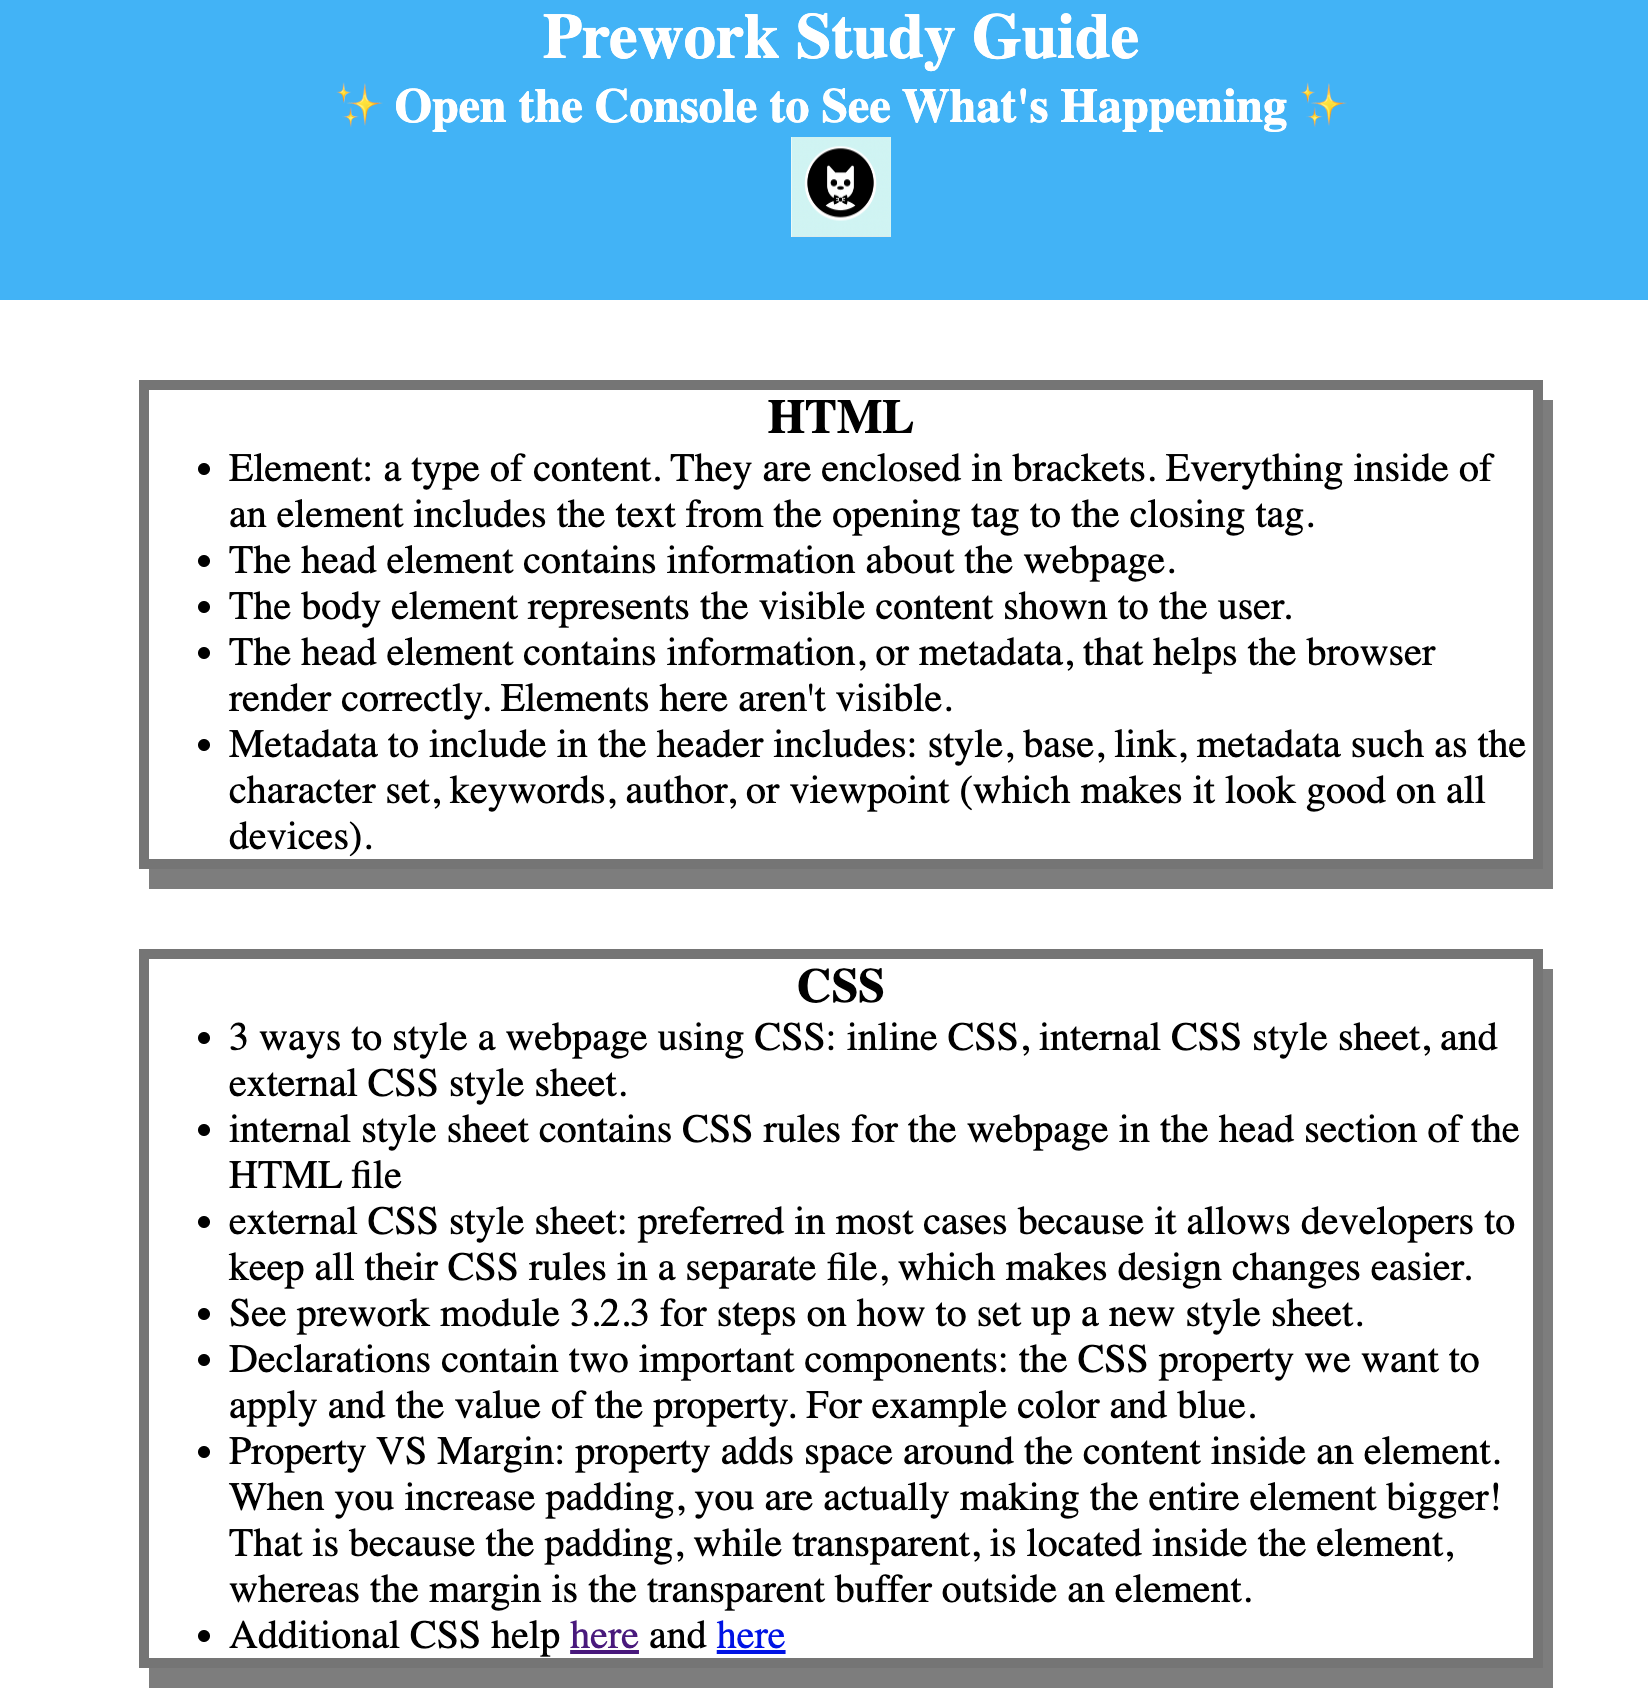 Prework Study Guide
✨ Open the Console to See What's Happening ✨
HTML
• Element: a type of content. They are enclosed in brackets. Everything inside of
an element includes the text from the opening tag to the closing tag.
• The head element contains information about the webpage.
• The body element represents the visible content shown to the user.
• The head element contains information, or metadata, that helps the browser
render correctly. Elements here aren't visible.
• Metadata to include in the header includes: style, base, link, metadata such as the
character set, keywords, author, or viewpoint (which makes it look good on all
devices).
CSS
• 3 ways to style a webpage using CSS: inline CSS, internal CSS style sheet, and
external CSS style sheet.
• internal style sheet contains CSS rules for the webpage in the head section of the
HTML file
• external CSS style sheet: preferred in most cases because it allows developers to
keep all their CSS rules in a separate file, which makes design changes easier.
• See prework module 3.2.3 for steps on how to set up a new style sheet.
• Declarations contain two important components: the CSS property we want to
apply and the value of the property. For example color and blue.
• Property VS Margin: property adds space around the content inside an element.
When you increase padding, you are actually making the entire element bigger!
That is because the padding, while transparent, is located inside the element,
whereas the margin is the transparent buffer outside an element.
• Additional CSS help here and here